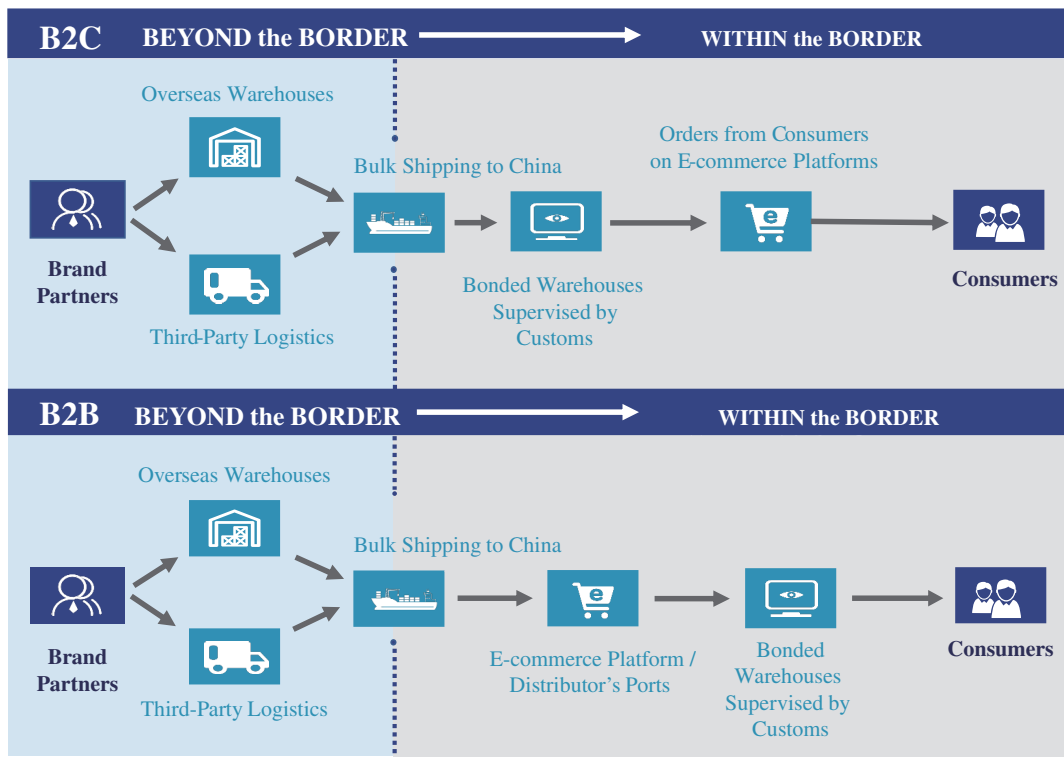 B2C BEYOND the BORDER WITHIN the BORDER
Overseas Warehouses
Orders from Consumers
on E-commerce Platforms
Bulk Shipping to China
e
Brand
Partners
Bonded Warehouses
Supervised by
Customs
Consumers
Third-Party Logistics
B2B BEYOND the BORDER WITHIN the BORDER
Overseas Warehouses
Bulk Shipping to China
e
Brand
Partners
E-commerce Platform /
Distributor's Ports
Bonded
Warehouses
Supervised by
Customs
Consumers
Third-Party Logistics